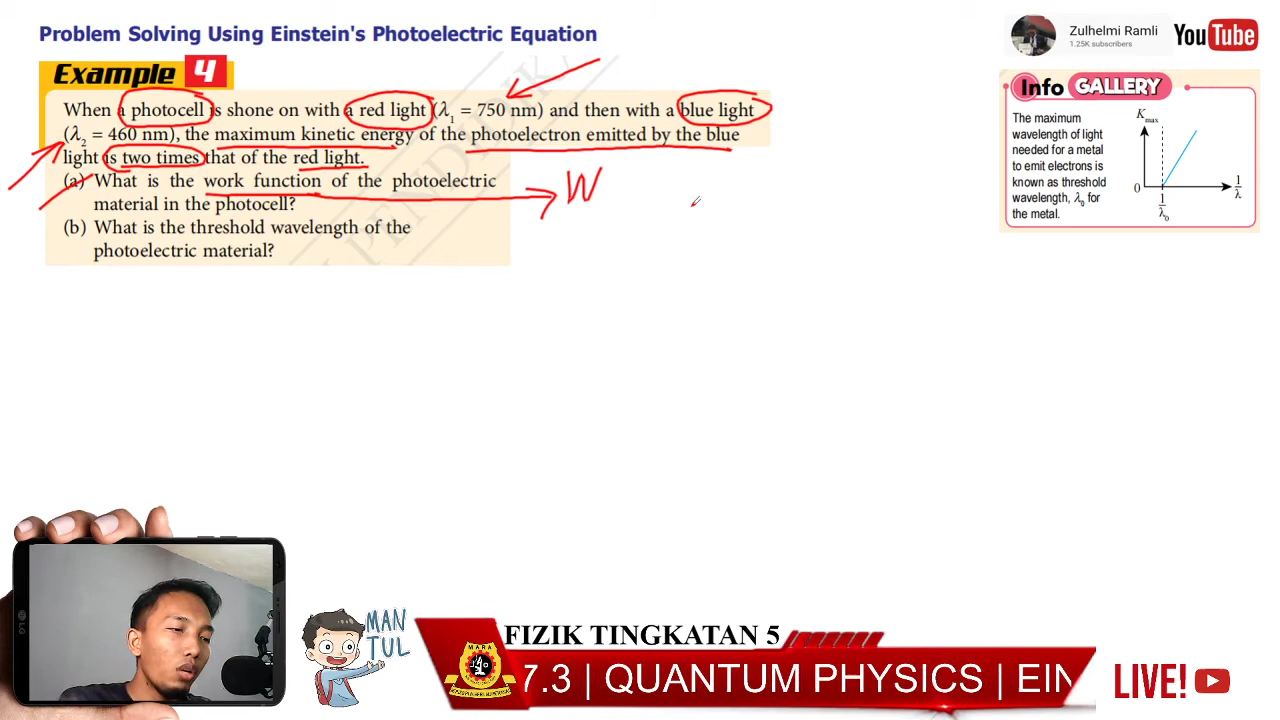 Problem Solving Using Einstein's Photoelectric Equation
Zulhelmi Ramli
1.25K subscribers
YouTube
Example 4
When a photocell is shone on with a red light (λ₁ = 750 nm) and then with a blue light
(λ₂ = 460 nm), the maximum kinetic energy of the photoelectron emitted by the blue
light is two times that of the red light.
(a) What is the work function of the photoelectric
material in the photocell?
(b) What is the threshold wavelength of the
photoelectric material?
W
Info GALLERY
The maximum
wavelength of light
needed for a metal
to emit electrons is
known as threshold
wavelength, λ₀ for
the metal.
Kmax
0
1/λ₀
1/λ
LG
MAN
TUL
MARA
FIZIK TINGKATAN 5
7.3 | QUANTUM PHYSICS | EIN
LIVE!